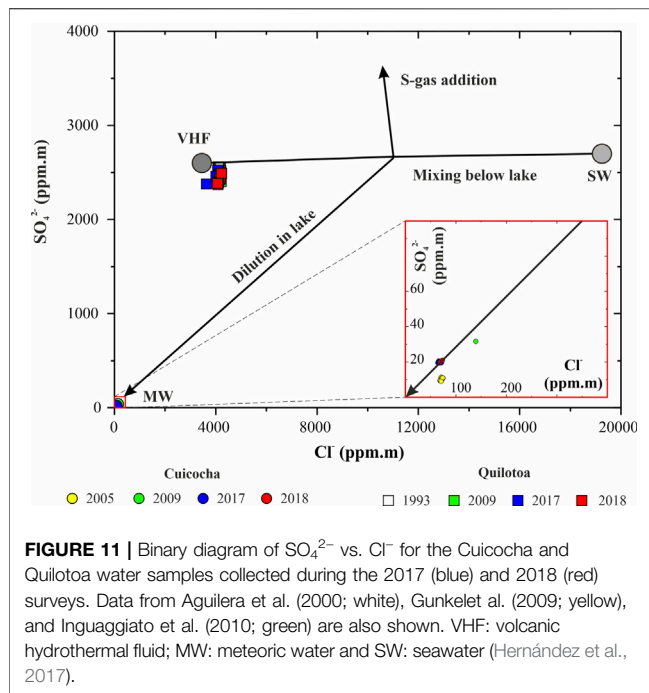 4000
3000
2000
1000
0
SO₄²⁻ (ppm.m)
S-gas addition
VHF
SW
Mixing below lake
Dilution in lake
MW
SO₄²⁻
(ppm.m)
80
60
40
20
Cl⁻
(ppm.m)
100
200
0 4000 8000 12000 16000 20000
Cl⁻ (ppm.m)
Cuicocha Quilotoa
2005 2009 2017 2018 1993 2009 2017 2018
FIGURE 11 | Binary diagram of SO₄²⁻ vs. Cl⁻ for the Cuicocha and
Quilotoa water samples collected during the 2017 (blue) and 2018 (red)
surveys. Data from Aguilera et al. (2000; white), Gunkelet al. (2009; yellow),
and Inguaggiato et al. (2010; green) are also shown. VHF: volcanic
hydrothermal fluid; MW: meteoric water and SW: seawater (Hernández et al.,
2017).